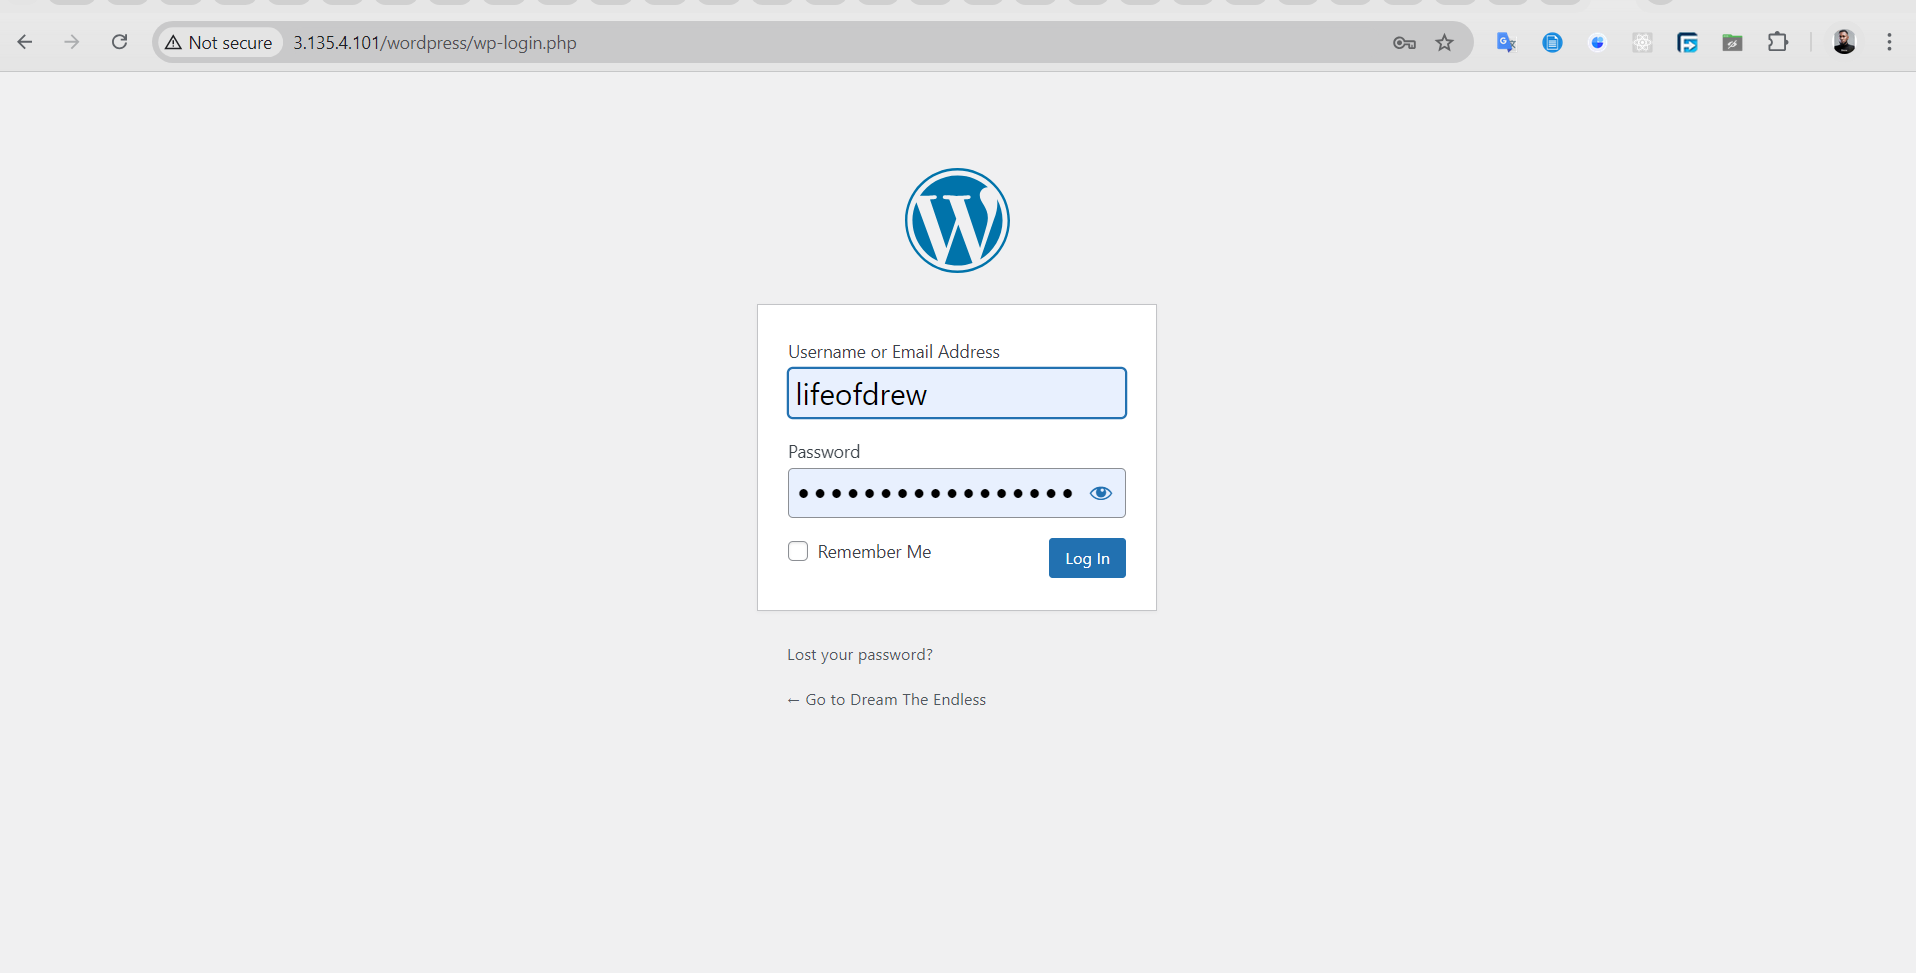 Not secure 3.135.4.101/wordpress/wp-login.php
Username or Email Address
lifeofdrew
Password
Remember Me
Log In
Lost your password?
← Go to Dream The Endless